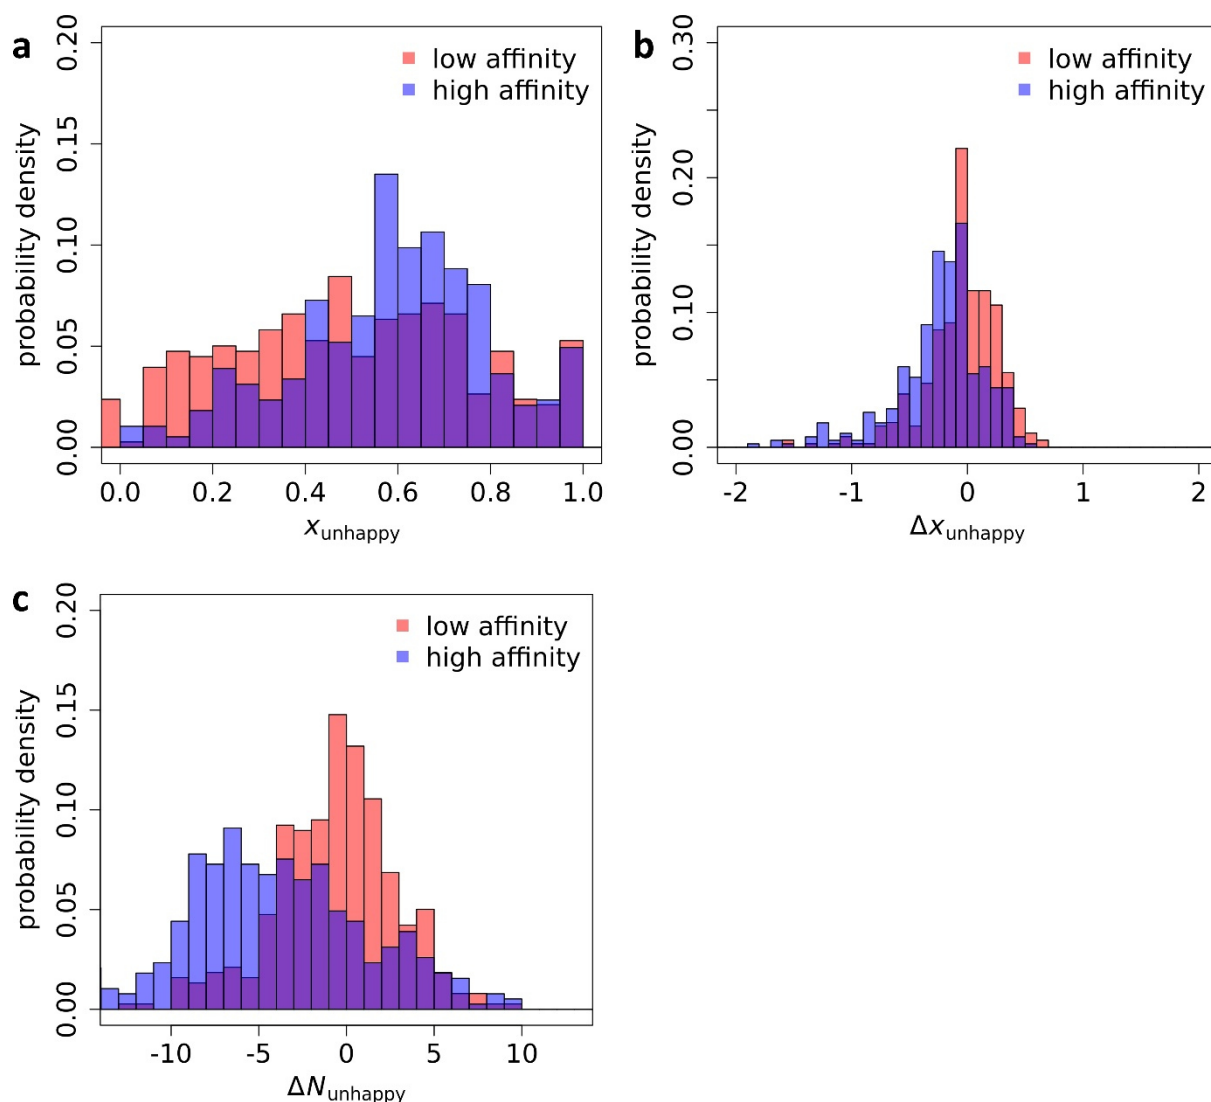 a
0.20
low affinity
high affinity
0.15
probability density
0.10
0.05
0.00
0.0 0.2 0.4 0.6 0.8 1.0
xunhappy
b
0.30
low affinity
high affinity
probability density
0.20
0.10
0.00
-2 -1 0 1 2
Δxunhappy
c
0.20
low affinity
high affinity
0.15
probability density
0.10
0.05
0.00
-10 -5 0 5 10
ΔNunhappy